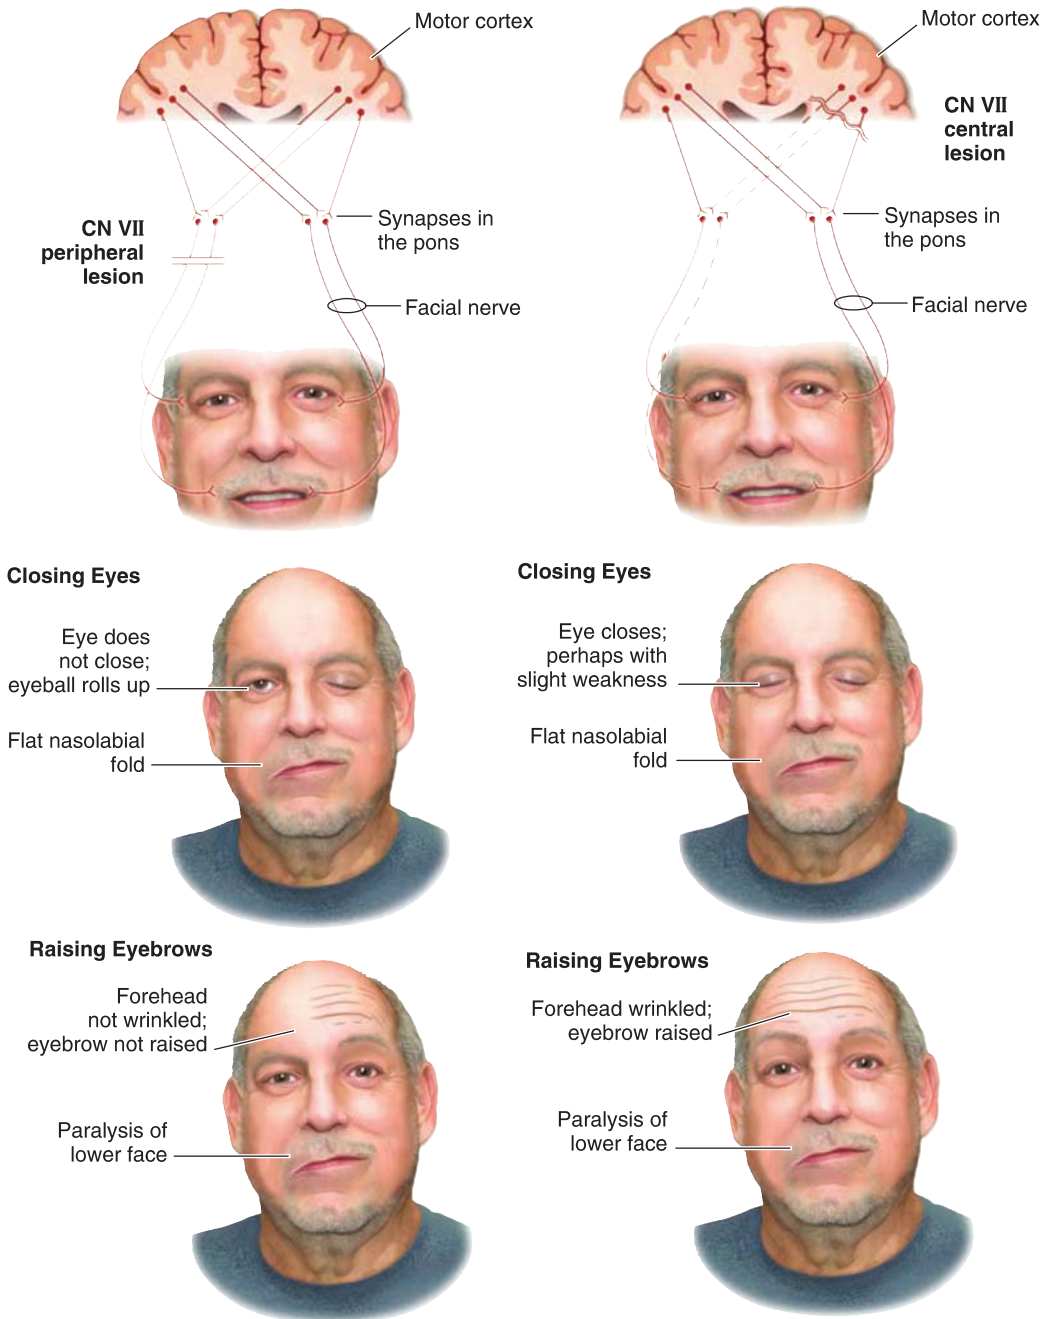 Motor cortex
CN VII
peripheral
lesion
Synapses in
the pons
Facial nerve
Motor cortex
CN VII
central
lesion
Synapses in
the pons
Facial nerve
Closing Eyes
Eye does
not close;
eyeball rolls up
Flat nasolabial
fold
Closing Eyes
Eye closes;
perhaps with
slight weakness
Flat nasolabial
fold
Raising Eyebrows
Forehead
not wrinkled;
eyebrow not raised
Paralysis of
lower face
Raising Eyebrows
Forehead wrinkled;
eyebrow raised
Paralysis of
lower face